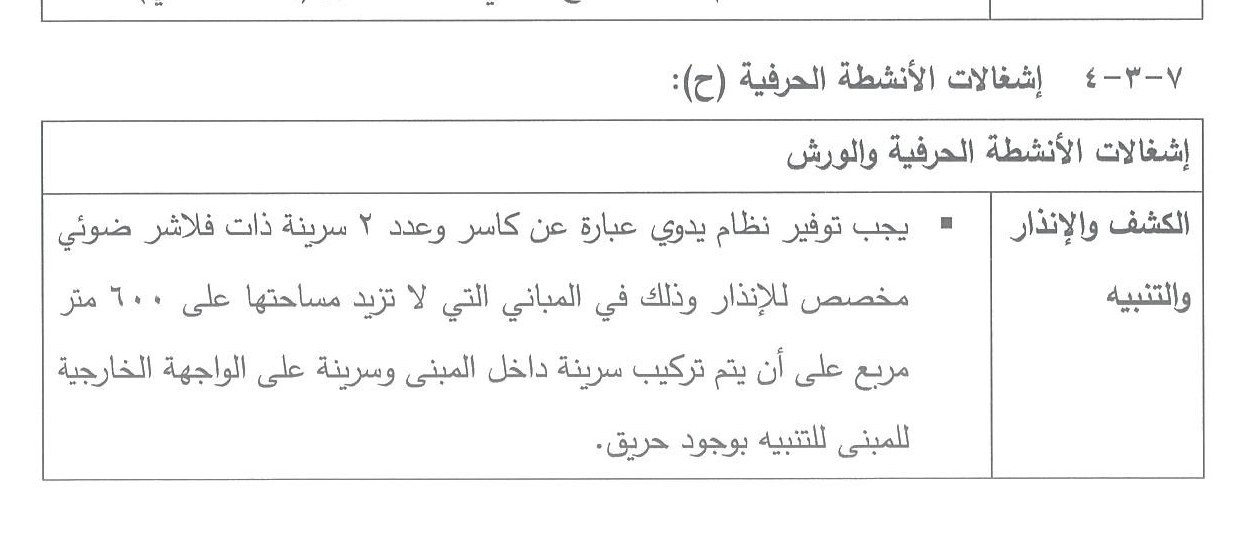 ٧-٣-٤ إشغالات الأنشطة الحرفية (ح):
إشغالات الأنشطة الحرفية والورش
الكشف والإنذار
والتنبيه
▪ يجب توفير نظام يدوي عبارة عن كاسر وعدد ٢ سرينة ذات فلاشر ضوئي
مخصص للإنذار وذلك في المباني التي لا تزيد مساحتها على ٦٠٠ متر
مربع على أن يتم تركيب سرينة داخل المبنى وسرينة على الواجهة الخارجية
للمبنى للتنبيه بوجود حريق.